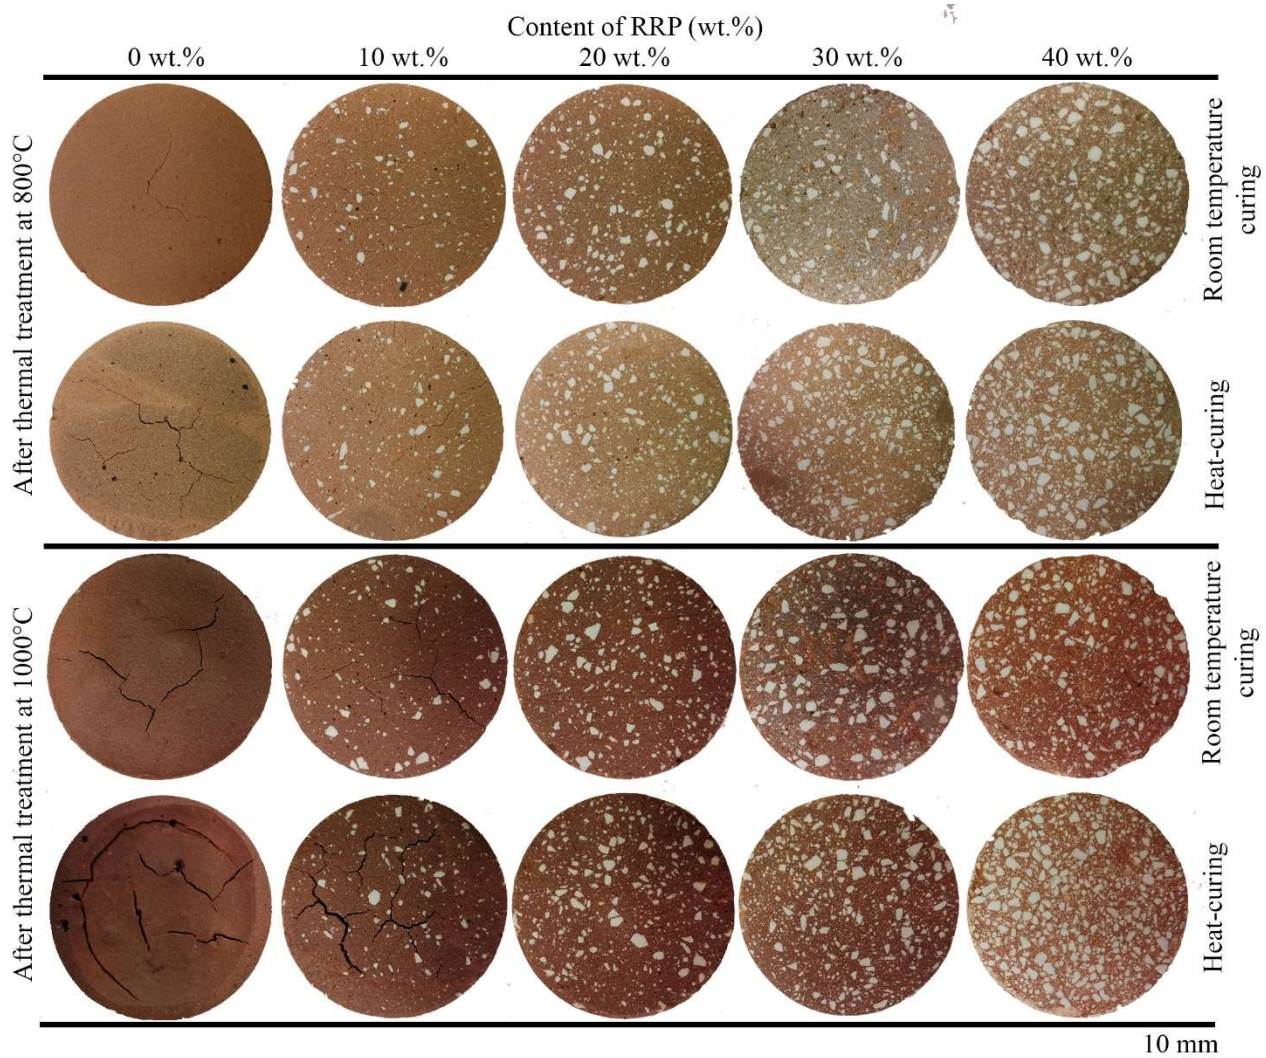 Content of RRP (wt.%)
0 wt.% 10 wt.% 20 wt.% 30 wt.% 40 wt.%
After thermal treatment at 800°C
Room temperature
curing
Heat-curing
After thermal treatment at 1000°C
Room temperature
curing
Heat-curing
10 mm